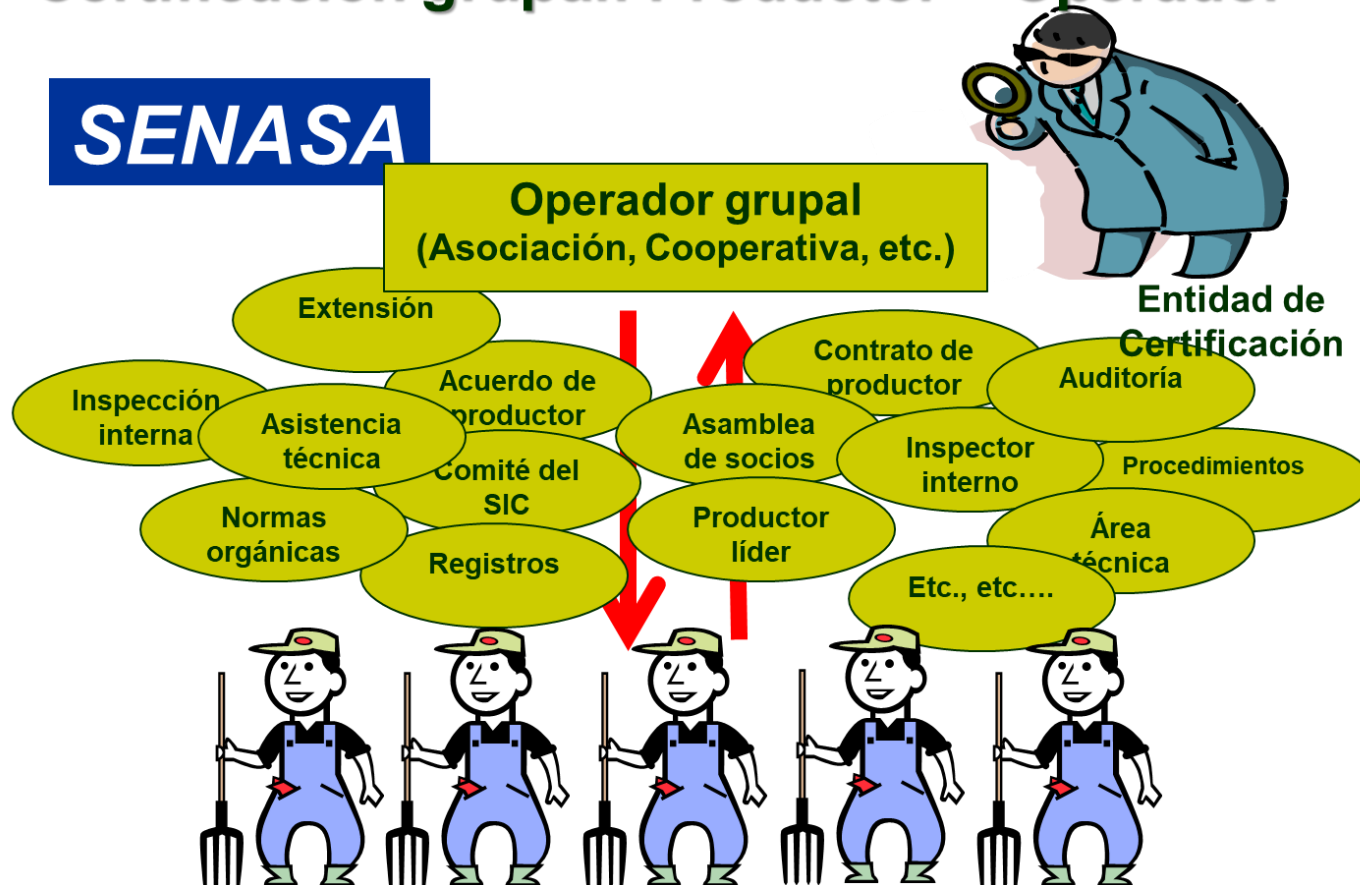 SENASA
Operador grupal
(Asociación, Cooperativa, etc.)
Entidad de
Certificación
Extensión
Contrato de
productor
Auditoría
Acuerdo de
productor
Inspección
interna
Asistencia
técnica
Asamblea
de socios
Inspector
interno
Procedimientos
Comité del
SIC
Normas
orgánicas
Productor
líder
Área
técnica
Registros
Etc., etc….